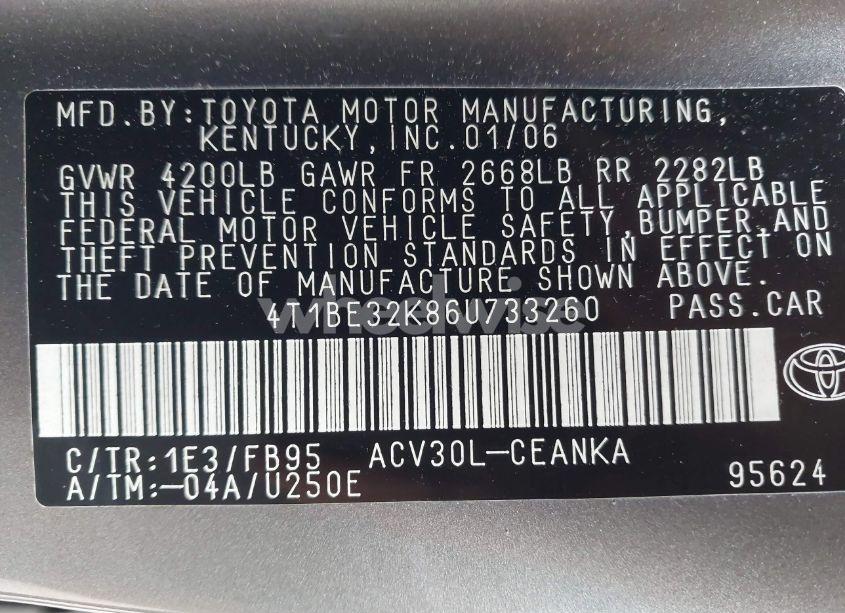 MFD. BY: TOYOTA MOTOR MANUFACTURING,
KENTUCKY, INC. 01/06
GVWR 4200LB GAWR FR 2668LB RR 2282LB
THIS VEHICLE CONFORMS TO ALL APPLICABLE
FEDERAL MOTOR VEHICLE SAFETY, BUMPER, AND
THEFT PREVENTION STANDARDS IN EFFECT ON
THE DATE OF MANUFACTURE SHOWN ABOVE.
4T1BE32K86U733260 PASS.CAR
wheelwise
C/TR:1E3/FB95 ACV30L-CEANKA
A/TM:-04A/U250E 95624